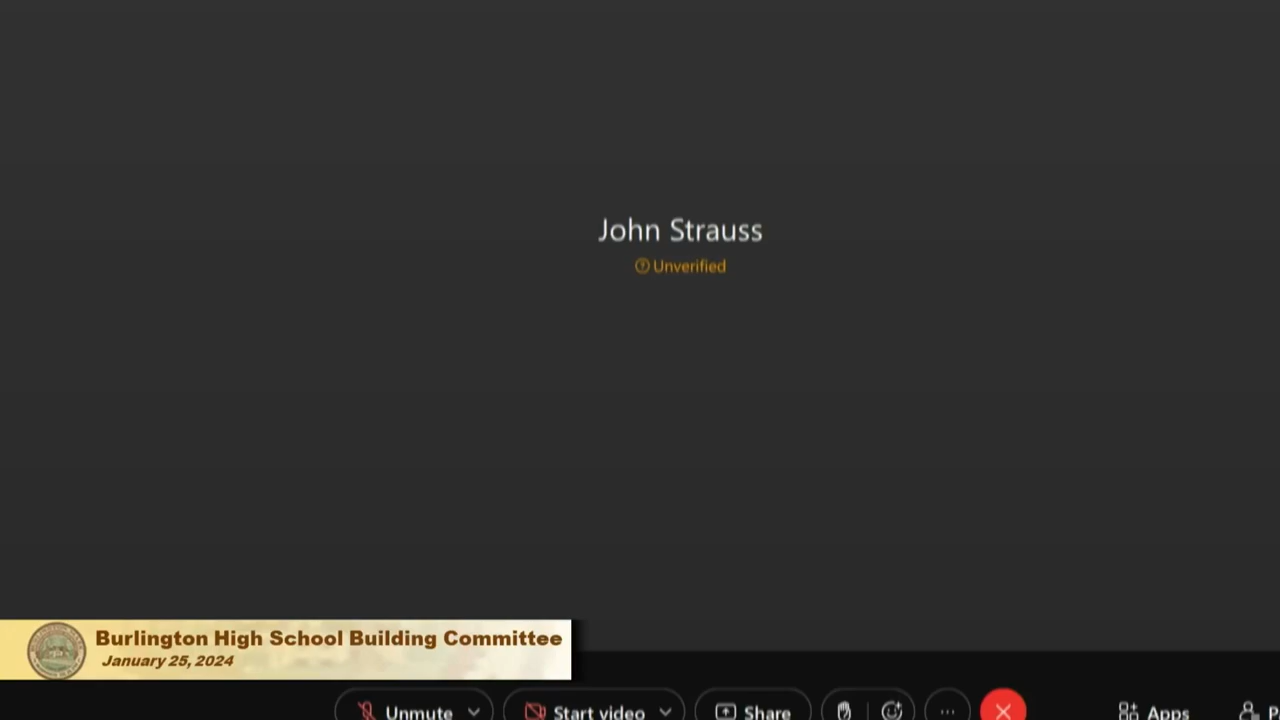 John Strauss
Unverified
Burlington High School Building Committee
January 25, 2024
Unmute
Start video
Share
Apps